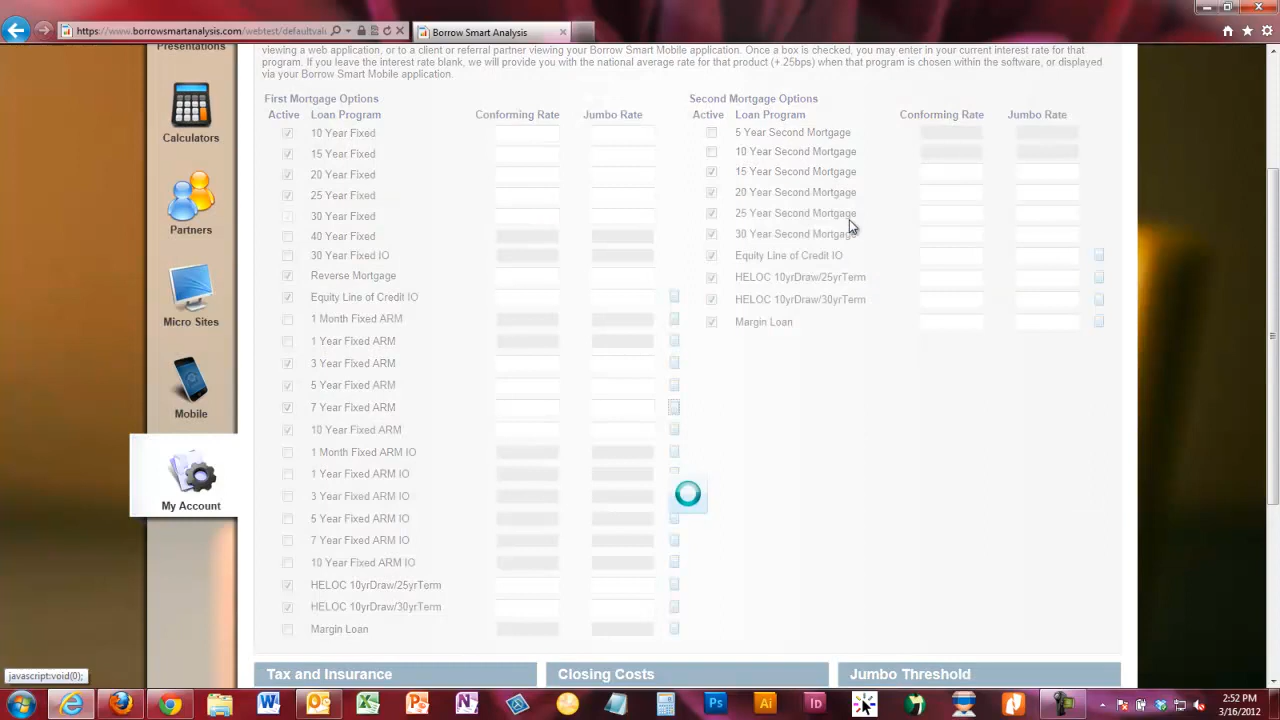 https://www.borrowsmartanalysis.com/webtest/defaultvalu
Borrow Smart Analysis
Presentations
Calculators
Partners
Micro Sites
Mobile
My Account
viewing a web application, or to a client or referral partner viewing your Borrow Smart Mobile application. Once a box is checked, you may enter in your current interest rate for that
program. If you leave the interest rate blank, we will provide you with the national average rate for that product (+ 25bps) when that program is chosen within the software, or displayed
via your Borrow Smart Mobile application.
First Mortgage Options
Active Loan Program Conforming Rate Jumbo Rate
10 Year Fixed
15 Year Fixed
20 Year Fixed
25 Year Fixed
30 Year Fixed
40 Year Fixed
30 Year Fixed IO
Reverse Mortgage
Equity Line of Credit IO
1 Month Fixed ARM
1 Year Fixed ARM
3 Year Fixed ARM
5 Year Fixed ARM
7 Year Fixed ARM
10 Year Fixed ARM
1 Month Fixed ARM IO
1 Year Fixed ARM IO
3 Year Fixed ARM IO
5 Year Fixed ARM IO
7 Year Fixed ARM IO
10 Year Fixed ARM IO
HELOC 10yrDraw/25yrTerm
HELOC 10yrDraw/30yrTerm
Margin Loan
Second Mortgage Options
Active Loan Program Conforming Rate Jumbo Rate
5 Year Second Mortgage
10 Year Second Mortgage
15 Year Second Mortgage
20 Year Second Mortgage
25 Year Second Mortgage
30 Year Second Mortgage
Equity Line of Credit IO
HELOC 10yrDraw/25yrTerm
HELOC 10yrDraw/30yrTerm
Margin Loan
Tax and Insurance
Closing Costs
Jumbo Threshold
javascript:void(0);
2:52 PM
3/16/2012